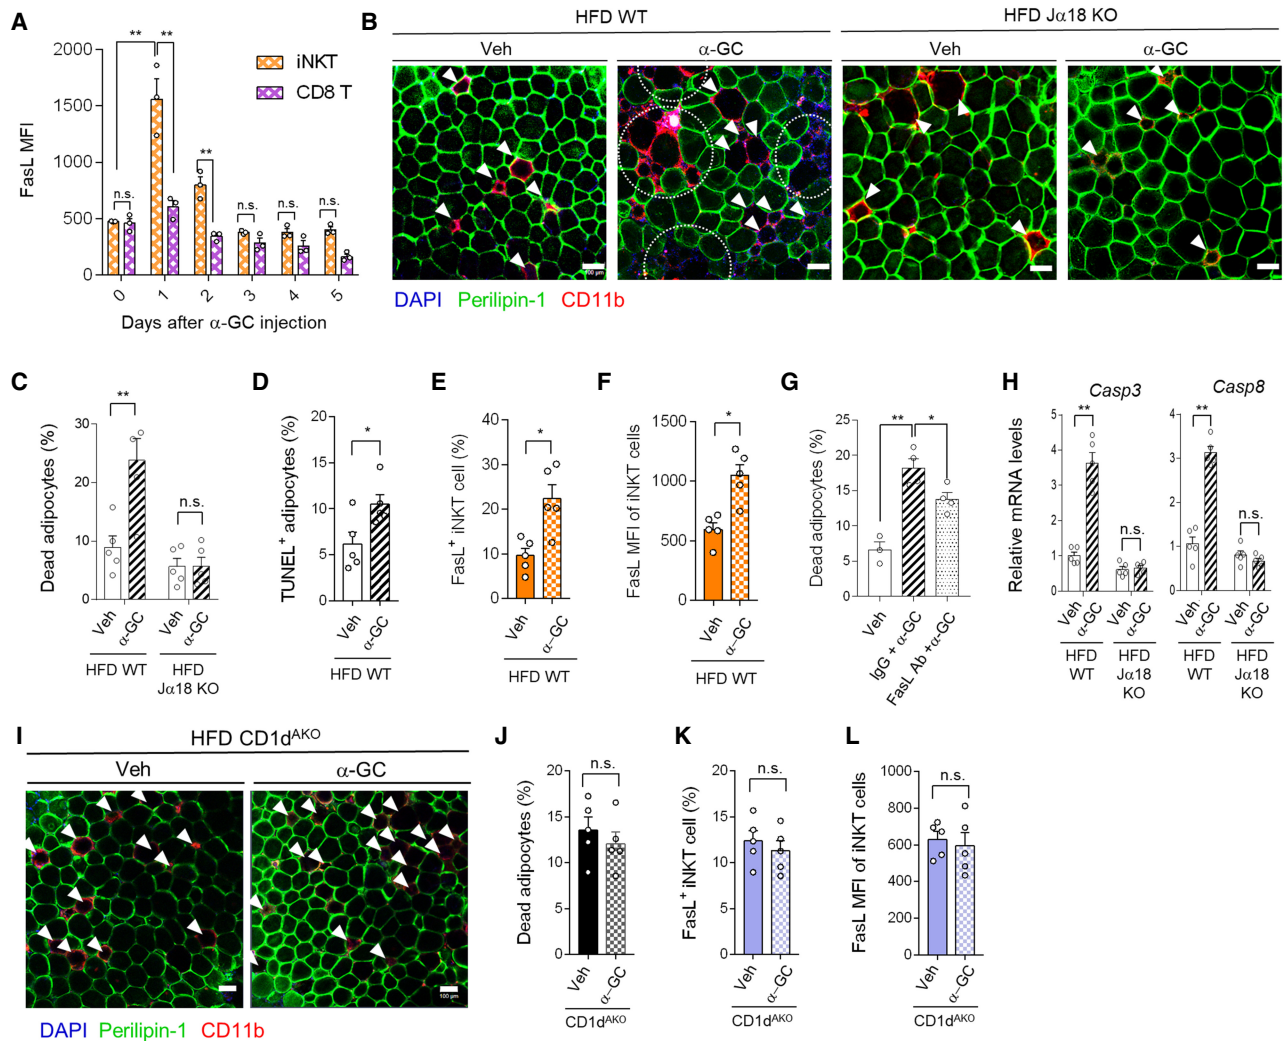 A
FasL MFI
2000
1500
1000
500
0
** **
n.s.
**
n.s.
n.s.
n.s.
iNKT
CD8 T
0 1 2 3 4 5
Days after α-GC injection
B
HFD WT
HFD Jα18 KO
Veh
α-GC
Veh
α-GC
100 μm
DAPI Perilipin-1 CD11b
C
Dead adipocytes (%)
30
20
10
0
**
n.s.
Veh
α-GC
Veh
α-GC
HFD WT
HFD
Jα18 KO
D
TUNEL+ adipocytes (%)
20
15
10
5
0
*
Veh
α-GC
HFD WT
E
FasL+ iNKT cell (%)
40
30
20
10
0
*
Veh
α-GC
HFD WT
F
FasL MFI of iNKT cells
1500
1000
500
0
*
Veh
α-GC
HFD WT
G
Dead adipocytes (%)
25
20
15
10
5
0
** *
Veh
IgG + α-GC
FasL Ab +α-GC
H
Relative mRNA levels
Casp3
5
4
3
2
1
0
**
n.s.
Veh
α-GC
Veh
α-GC
HFD
WT
HFD
Jα18
KO
Casp8
4
3
2
1
0
**
n.s.
Veh
α-GC
Veh
α-GC
HFD
WT
HFD
Jα18
KO
I
HFD CD1dAKO
Veh
α-GC
100 μm
DAPI Perilipin-1 CD11b
J
Dead adipocytes (%)
20
15
10
5
0
n.s.
Veh
α-GC
CD1dAKO
K
FasL+ iNKT cell (%)
20
15
10
5
0
n.s.
Veh
α-GC
CD1dAKO
L
FasL MFI of iNKT cells
1000
800
600
400
200
0
n.s.
Veh
α-GC
CD1dAKO